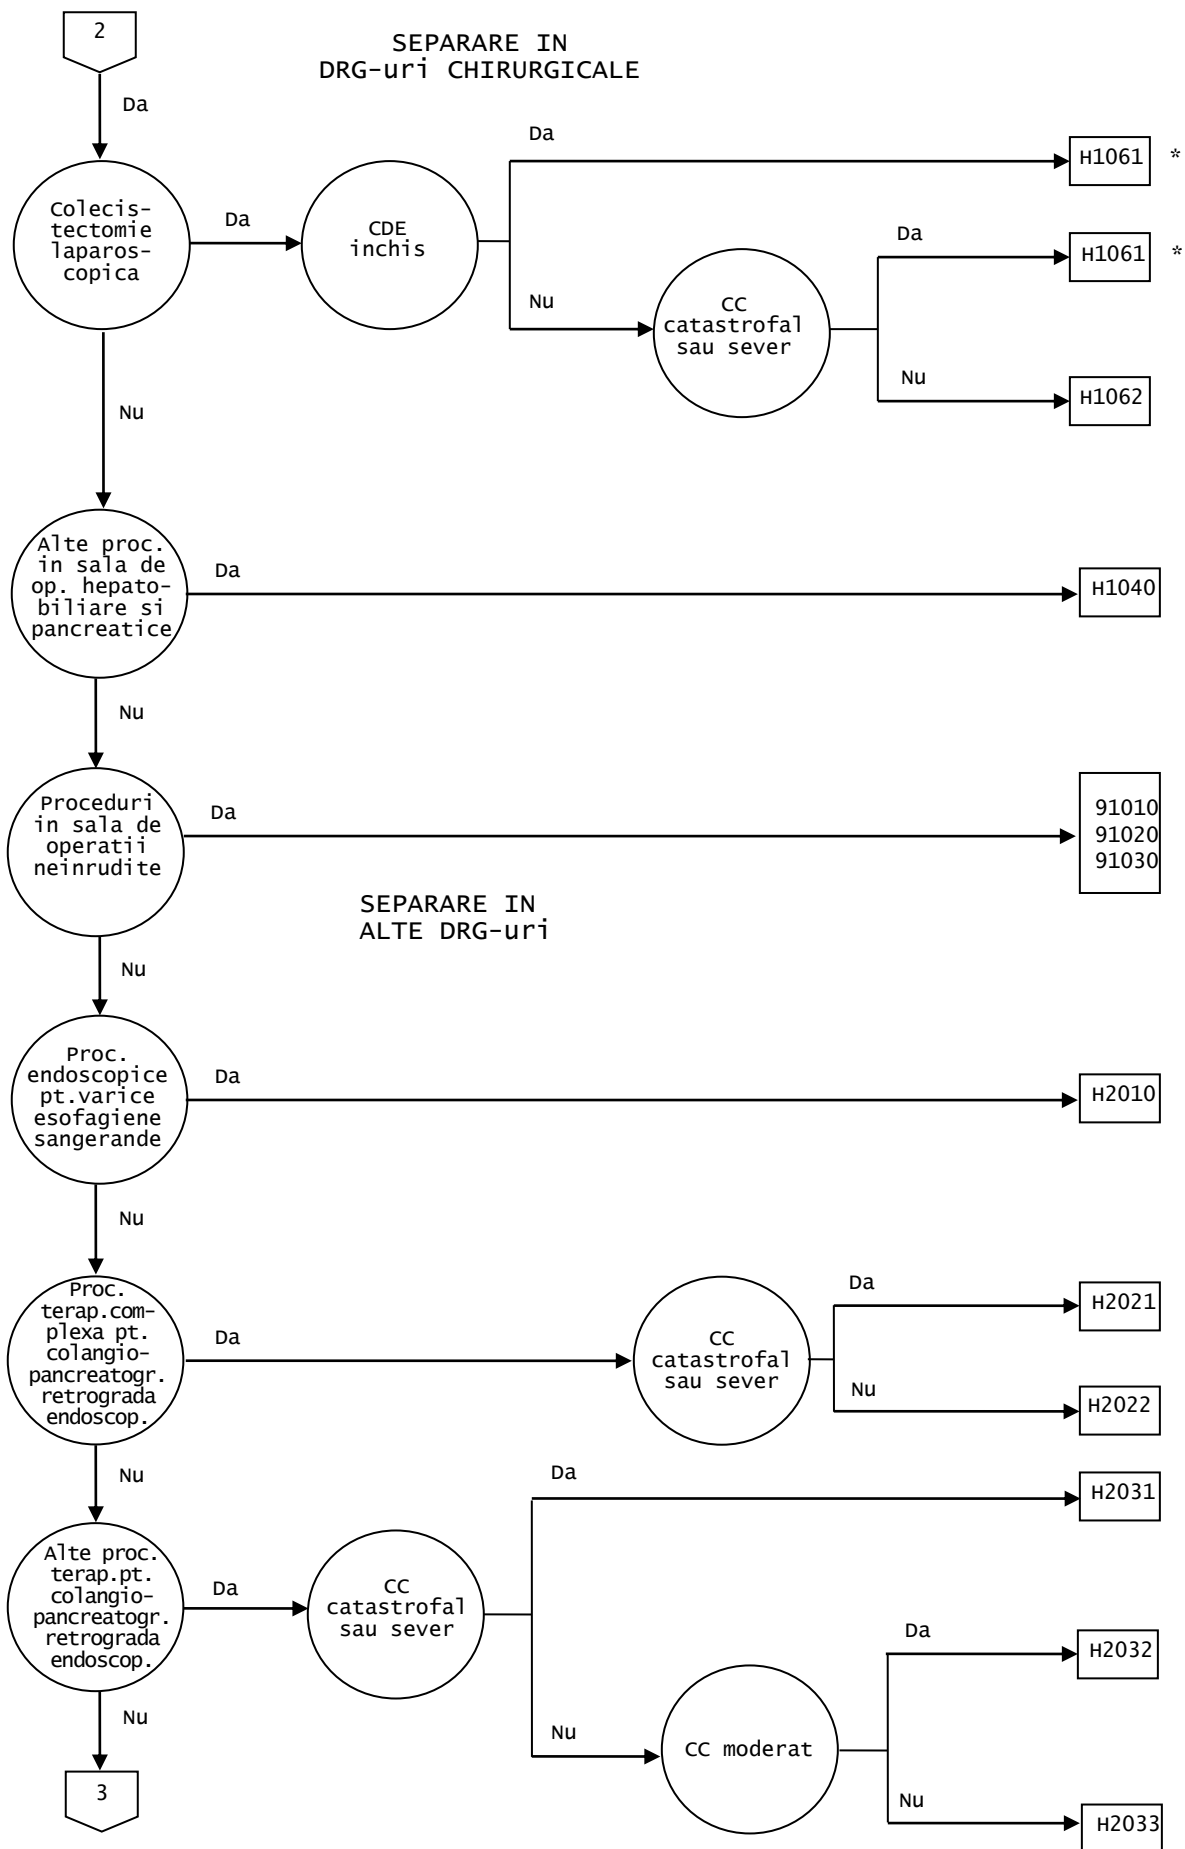 2
SEPARARE IN
DRG-uri CHIRURGICALE
Da
Da
H1061 *
Colecis-
tectomie
laparos-
copica
Da
CDE
inchis
Da
H1061 *
Nu
CC
catastrofal
sau sever
Nu
H1062
Nu
Alte proc.
in sala de
op. hepato-
biliare si
pancreatice
Da
H1040
Nu
Proceduri
in sala de
operatii
neinrudite
Da
91010
91020
91030
SEPARARE IN
ALTE DRG-uri
Nu
Proc.
endoscopice
pt.varice
esofagiene
sangerande
Da
H2010
Nu
Proc.
terap.com-
plexa pt.
colangio-
pancreatogr.
retrograda
endoscop.
Da
CC
catastrofal
sau sever
Da
H2021
Nu
H2022
Nu
Da
H2031
Alte proc.
terap.pt.
colangio-
pancreatogr.
retrograda
endoscop.
Da
CC
catastrofal
sau sever
Da
H2032
Nu
CC moderat
Nu
H2033
Nu
3